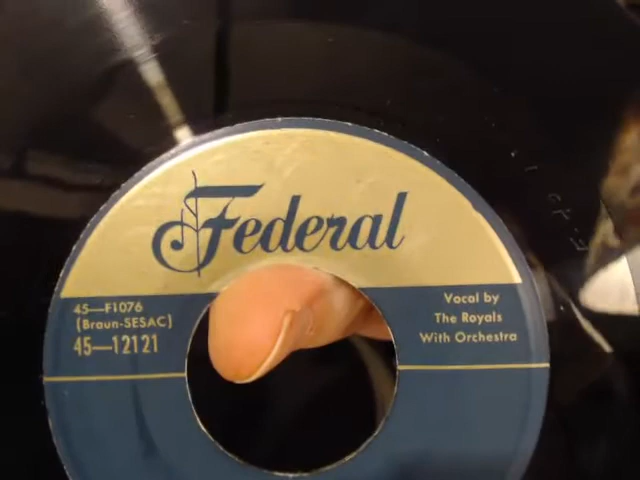 Federal
45—F1076
(Braun-SESAC)
45—12121
Vocal by
The Royals
With Orchestra